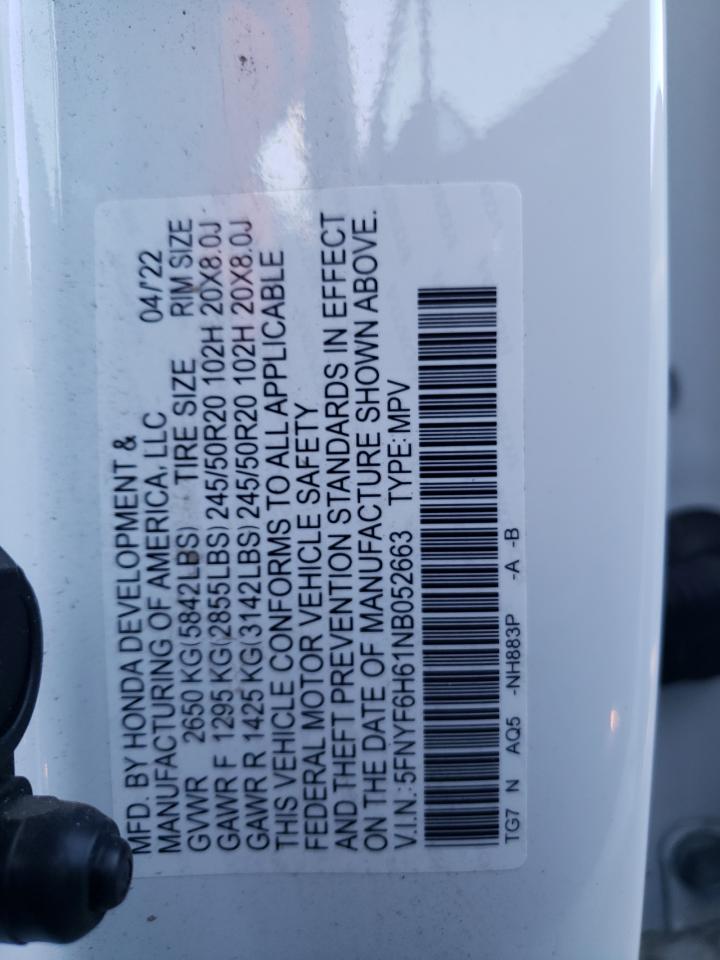 MFD. BY HONDA DEVELOPMENT &
MANUFACTURING OF AMERICA, LLC 04/'22
GVWR 2650 KG(5842LBS) TIRE SIZE RIM SIZE
GAWR F 1295 KG(2855LBS) 245/50R20 102H 20X8.0J
GAWR R 1425 KG(3142LBS) 245/50R20 102H 20X8.0J
THIS VEHICLE CONFORMS TO ALL APPLICABLE
FEDERAL MOTOR VEHICLE SAFETY
AND THEFT PREVENTION STANDARDS IN EFFECT
ON THE DATE OF MANUFACTURE SHOWN ABOVE.
V.I.N.: 5FNYF6H61NB052663 TYPE: MPV
TG7 N AQ5 -NH883P -A -B